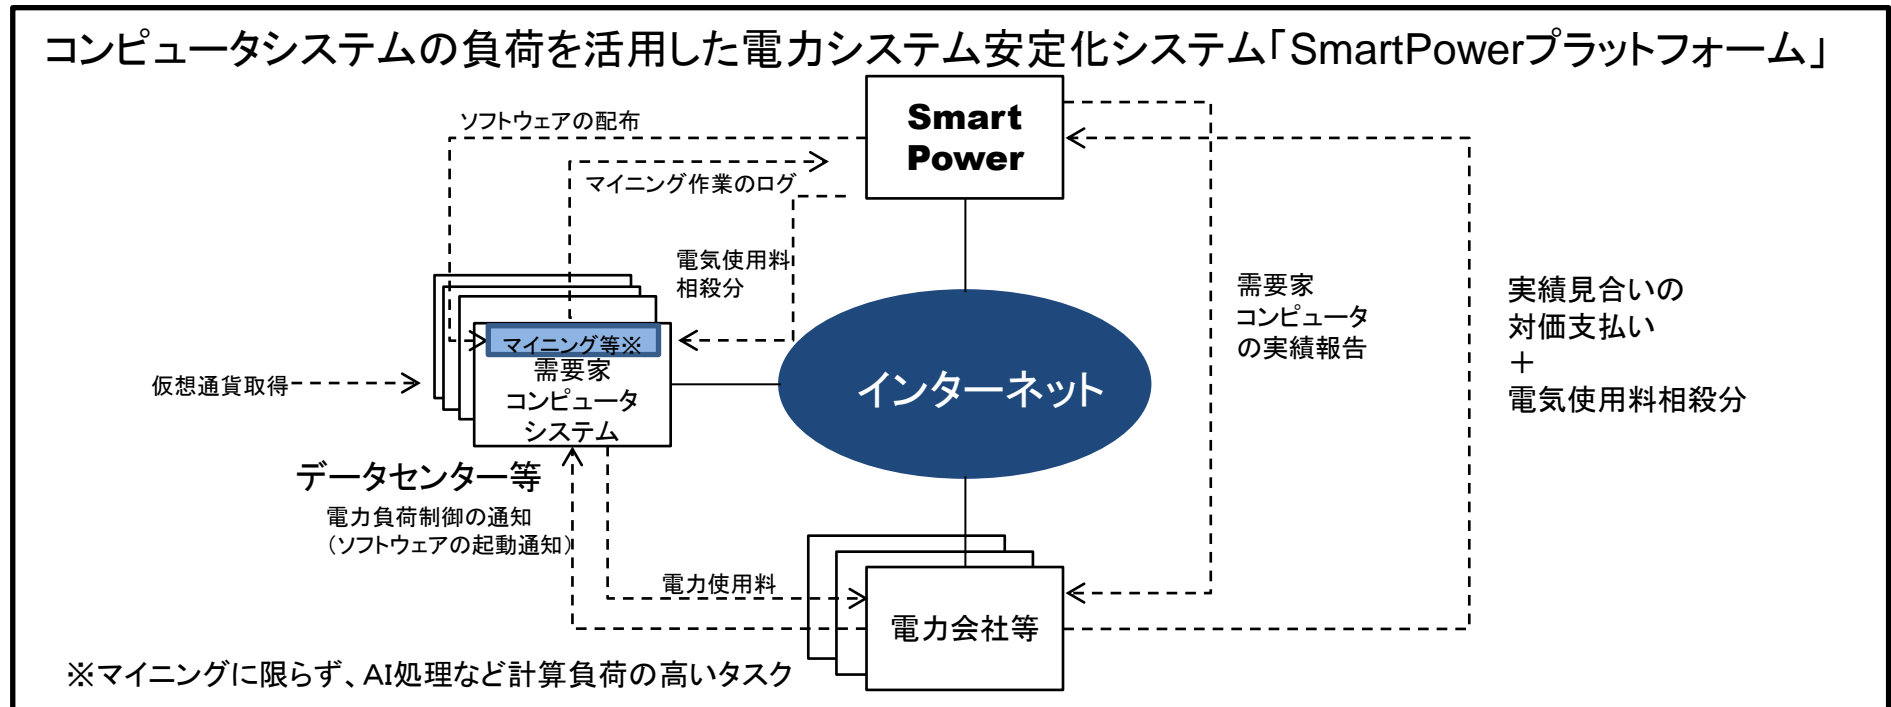 コンピュータシステムの負荷を活用した電力システム安定化システム「SmartPowerプラットフォーム」
Smart
Power
ソフトウェアの配布
マイニング作業のログ
電気使用料
相殺分
需要家
コンピュータ
の実績報告
実績見合いの
対価支払い
＋
電気使用料相殺分
マイニング等※
需要家
コンピュータ
システム
仮想通貨取得
インターネット
データセンター等
電力負荷制御の通知
（ソフトウェアの起動通知）
電力使用料
電力会社等
※マイニングに限らず、AI処理など計算負荷の高いタスク